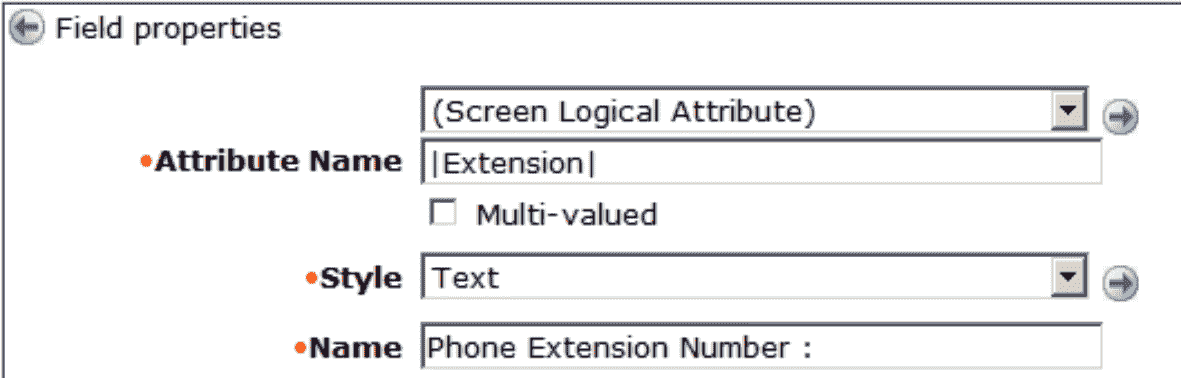 Field properties
(Screen Logical Attribute)
•Attribute Name |Extension|
Multi-valued
•Style Text
•Name Phone Extension Number :